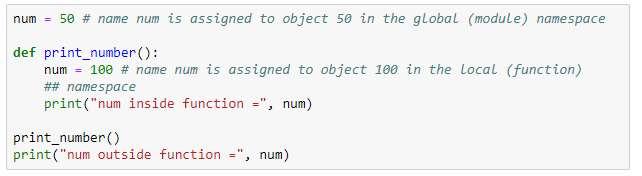 num = 50 # name num is assigned to object 50 in the global (module) namespace
def print_number():
    num = 100 # name num is assigned to object 100 in the local (function)
    ## namespace
    print("num inside function =", num)
print_number()
print("num outside function =", num)